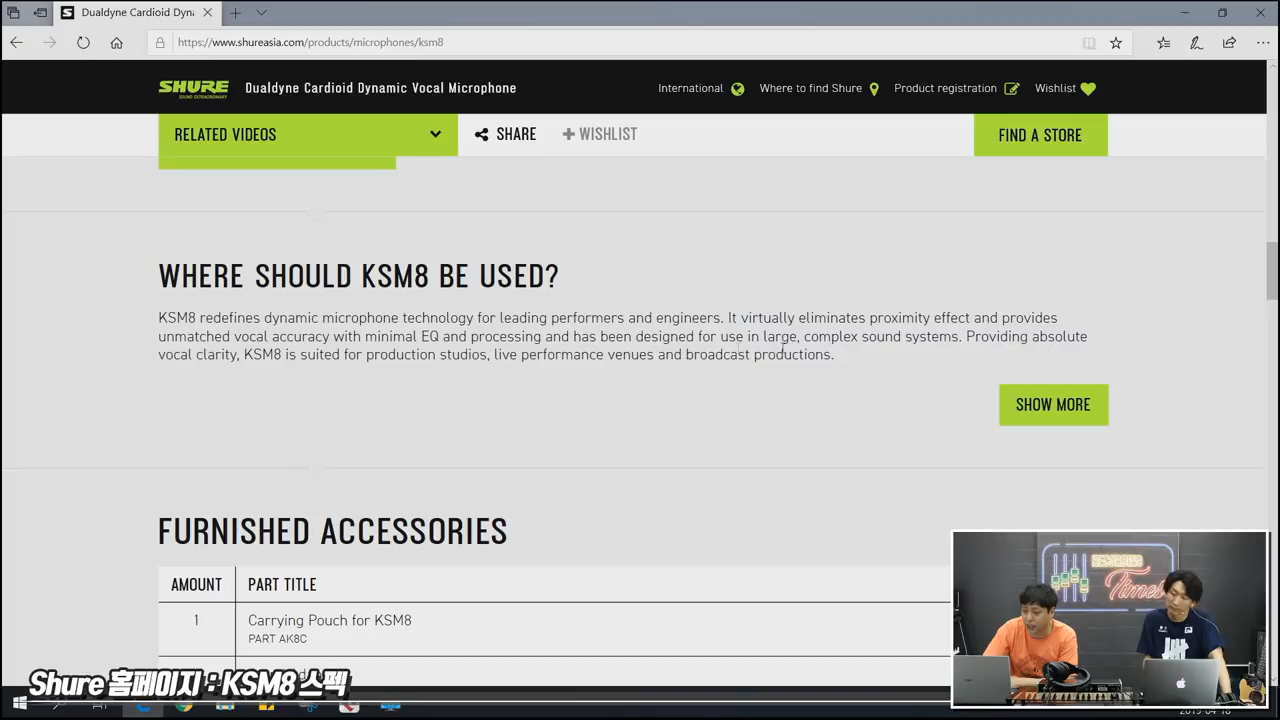 Dualdyne Cardioid Dyna
https://www.shureasia.com/products/microphones/ksm8
SHURE
SOUND EXTRAORDINARY
Dualdyne Cardioid Dynamic Vocal Microphone
International
Where to find Shure
Product registration
Wishlist
RELATED VIDEOS
SHARE
WISHLIST
FIND A STORE
WHERE SHOULD KSM8 BE USED?
KSM8 redefines dynamic microphone technology for leading performers and engineers. It virtually eliminates proximity effect and provides
unmatched vocal accuracy with minimal EQ and processing and has been designed for use in large, complex sound systems. Providing absolute
vocal clarity, KSM8 is suited for production studios, live performance venues and broadcast productions.
SHOW MORE
FURNISHED ACCESSORIES
AMOUNT PART TITLE
1 Carrying Pouch for KSM8
PART AK8C
Times
Shure 홈페이지 : KSM8 스펙